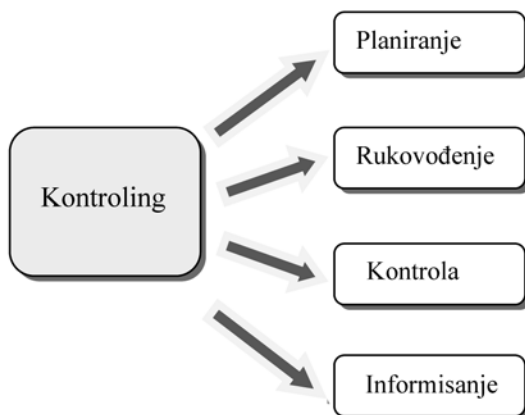 Planiranje
Rukovođenje
Kontroling
Kontrola
Informisanje